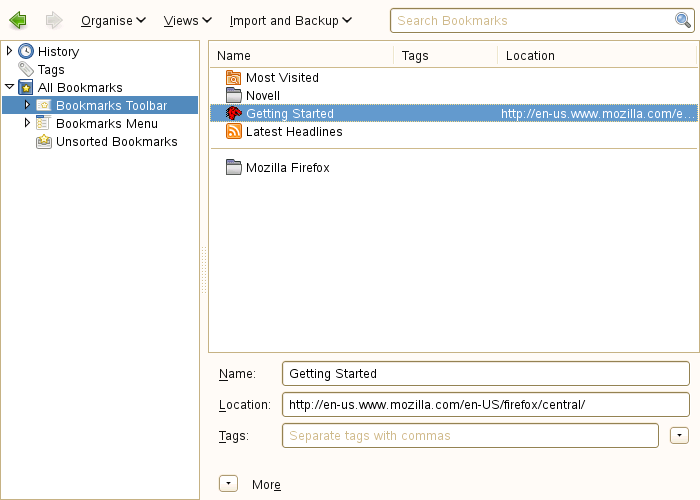 Organise Views Import and Backup Search Bookmarks
History
Tags
All Bookmarks
Bookmarks Toolbar
Bookmarks Menu
Unsorted Bookmarks
Name Tags Location
Most Visited
Novell
Getting Started http://en-us.www.mozilla.com/e...
Latest Headlines
Mozilla Firefox
Name: Getting Started
Location: http://en-us.www.mozilla.com/en-US/firefox/central/
Tags: Separate tags with commas
More